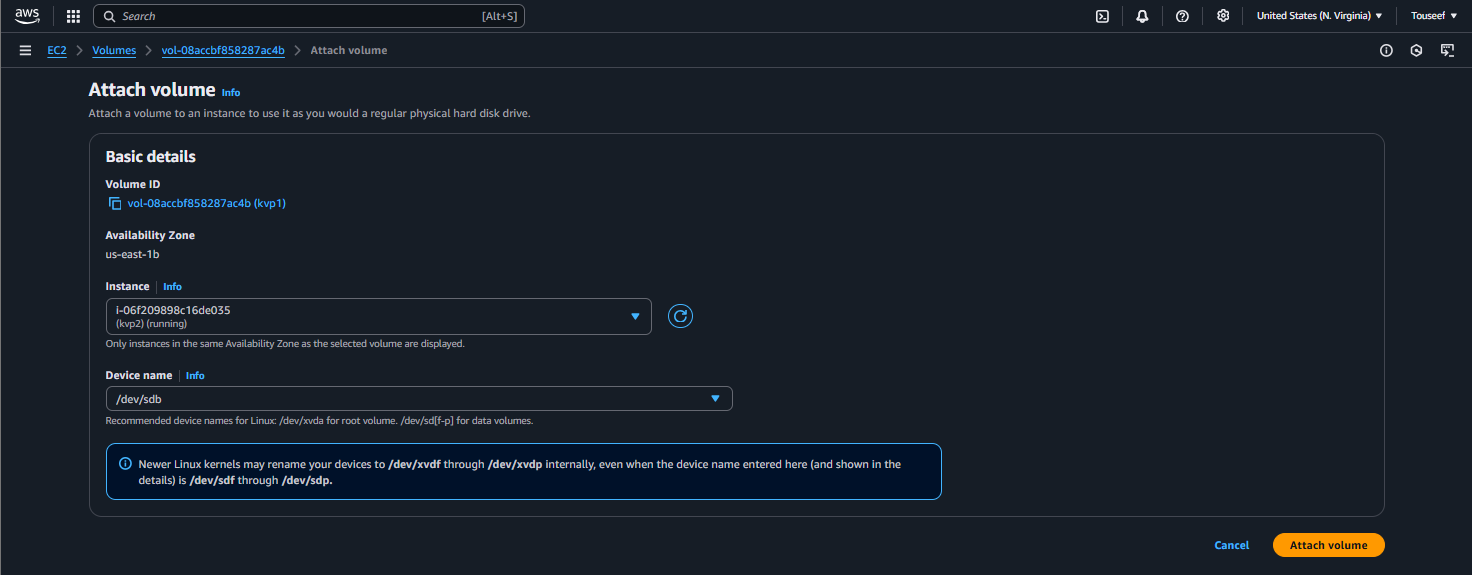 aws
Search [Alt+S]
United States (N. Virginia)
Touseef
EC2 Volumes vol-08accbf858287ac4b Attach volume
Attach volume Info
Attach a volume to an instance to use it as you would a regular physical hard disk drive.
Basic details
Volume ID
vol-08accbf858287ac4b (kvp1)
Availability Zone
us-east-1b
Instance Info
i-06f209898c16de035
(kvp2) (running)
Only instances in the same Availability Zone as the selected volume are displayed.
Device name Info
/dev/sdb
Recommended device names for Linux: /dev/xvda for root volume. /dev/sd[f-p] for data volumes.
Newer Linux kernels may rename your devices to /dev/xvdf through /dev/xvdp internally, even when the device name entered here (and shown in the
details) is /dev/sdf through /dev/sdp.
Cancel
Attach volume